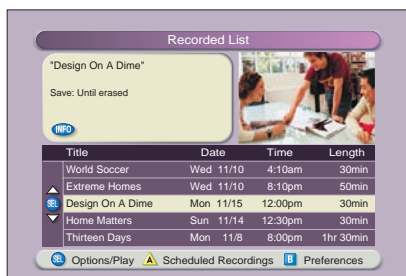 Recorded List
"Design On A Dime"
Save: Until erased
INFO
Title Date Time Length
World Soccer Wed 11/10 4:10am 30min
Extreme Homes Wed 11/10 8:10pm 50min
SEL Design On A Dime Mon 11/15 12:00pm 30min
Home Matters Sun 11/14 12:30pm 30min
Thirteen Days Mon 11/8 8:00pm 1hr 30min
SEL Options/Play A Scheduled Recordings B Preferences